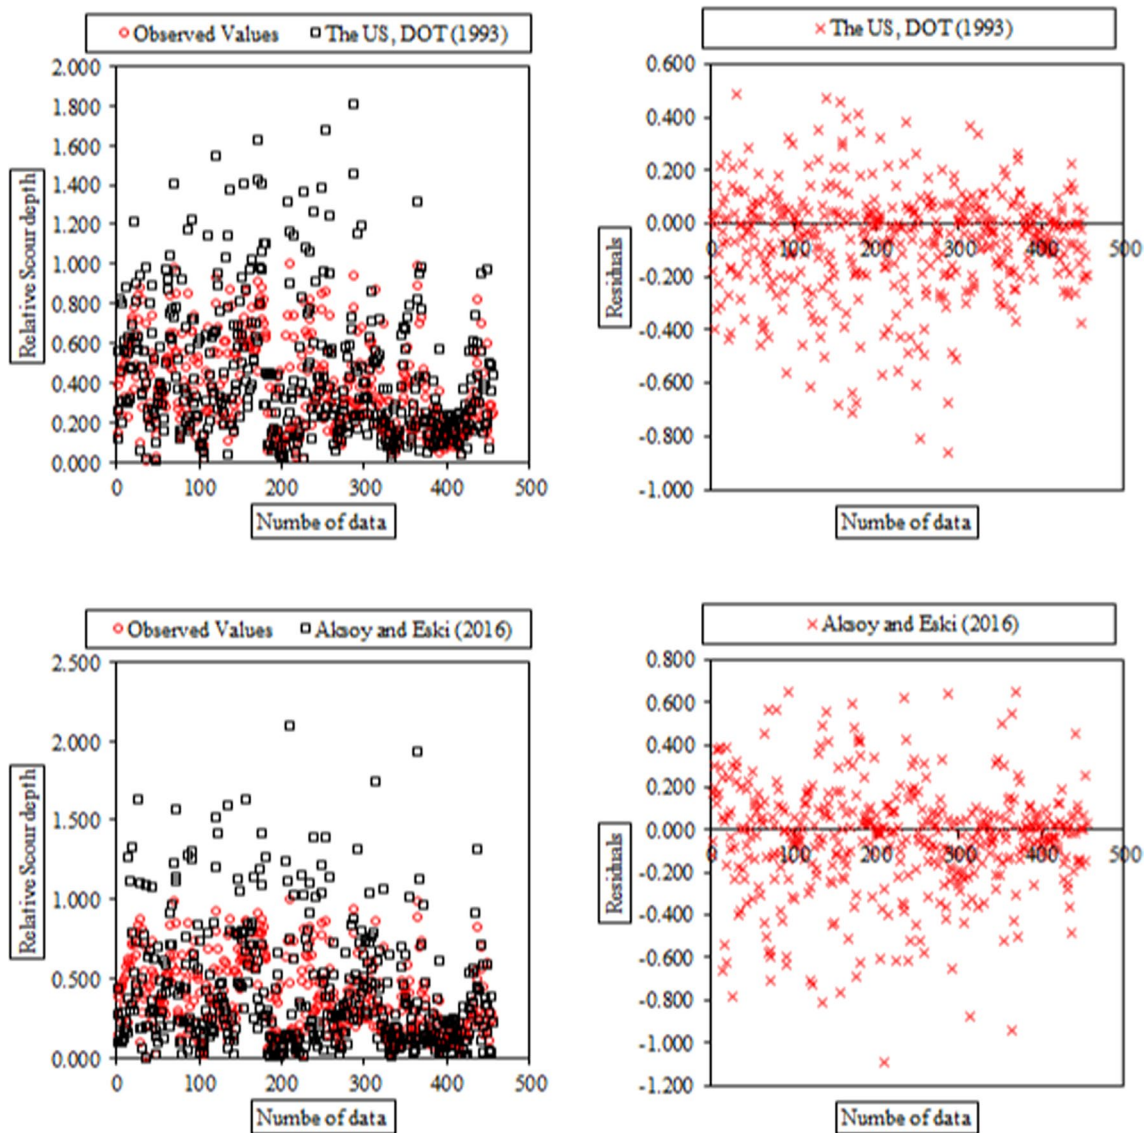 Observed Values The US, DOT (1993)
2.000
1.800
1.600
1.400
1.200
1.000
0.800
0.600
0.400
0.200
0.000
Relative Scour depth
0 100 200 300 400 500
Numbe of data
The US, DOT (1993)
0.600
0.400
0.200
0.000
-0.200
-0.400
-0.600
-0.800
-1.000
Residuals
0 100 200 300 400 500
Numbe of data
Observed Values Aksoy and Eski (2016)
2.500
2.000
1.500
1.000
0.500
0.000
Relative Scour depth
0 100 200 300 400 500
Numbe of data
Aksoy and Eski (2016)
0.800
0.600
0.400
0.200
0.000
-0.200
-0.400
-0.600
-0.800
-1.000
-1.200
Residuals
0 100 200 300 400 500
Numbe of data